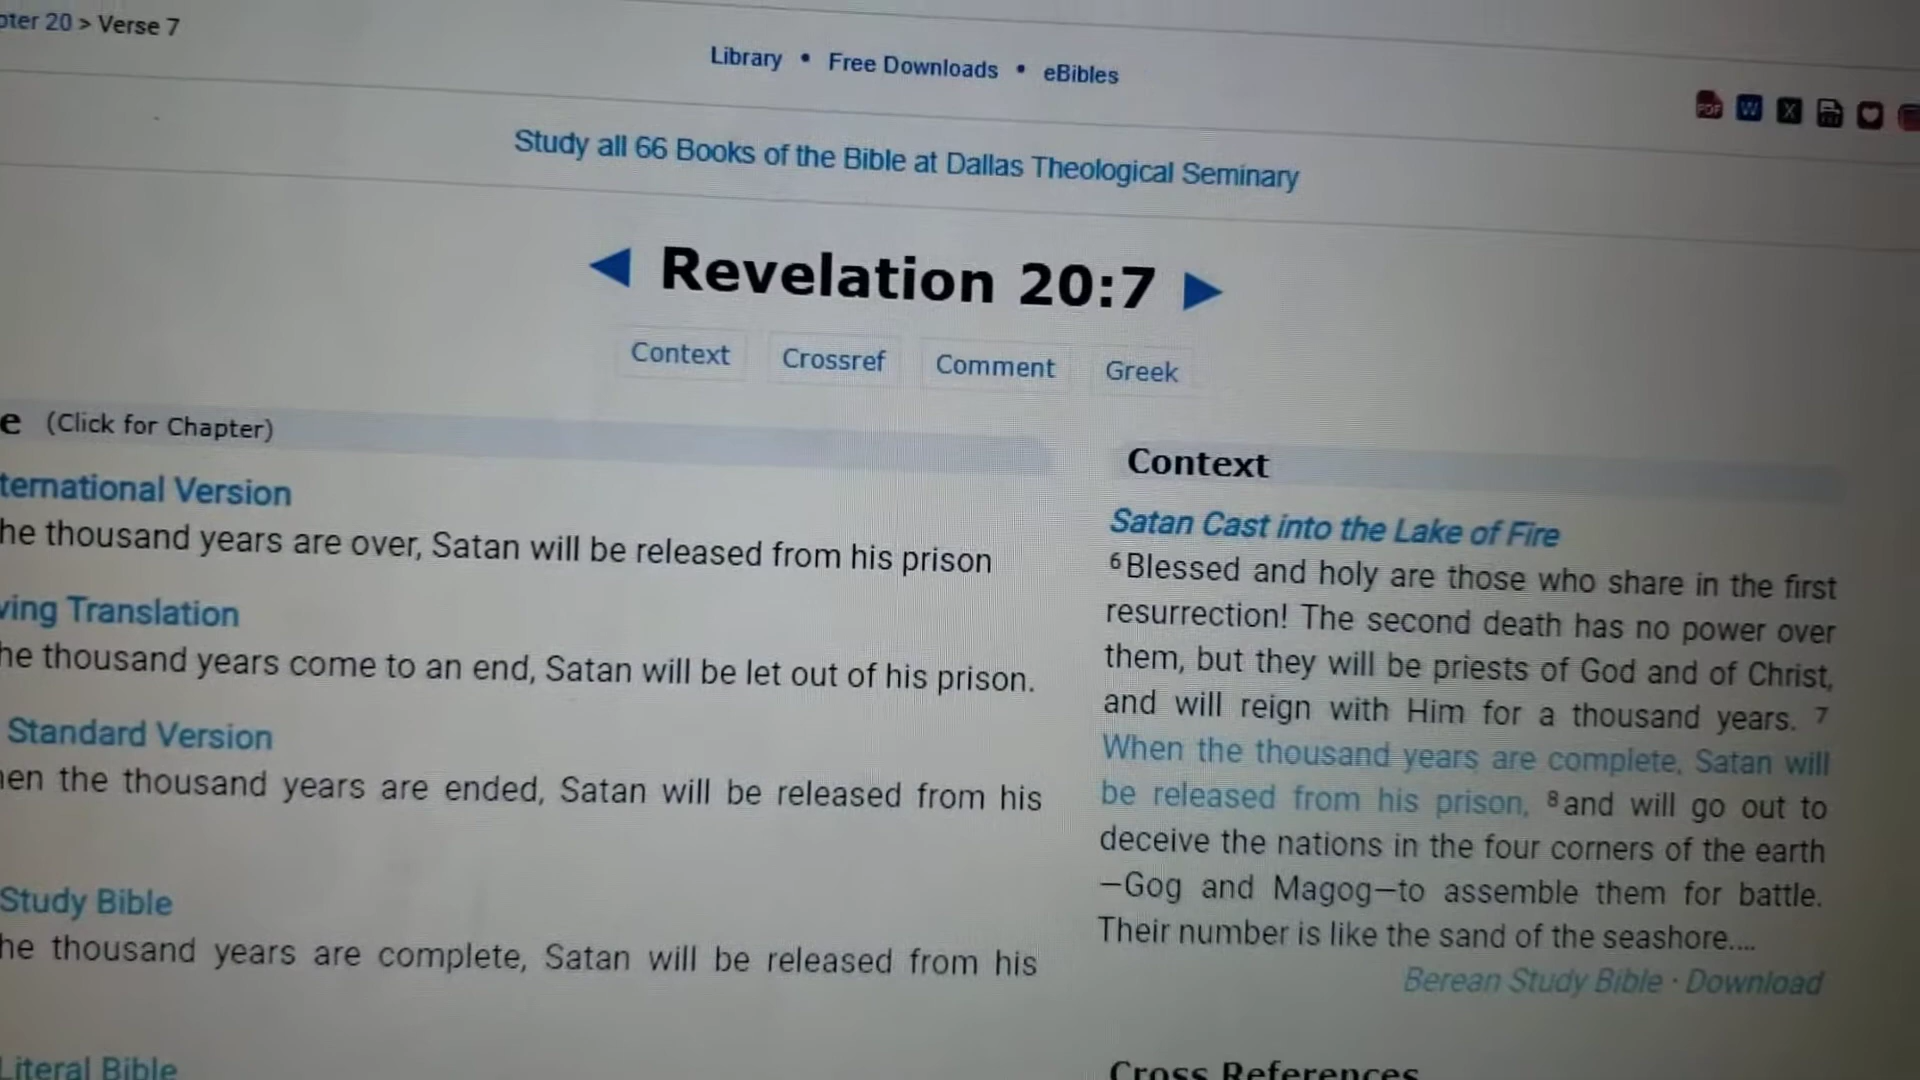 pter 20 > Verse 7
Library • Free Downloads • eBibles
PDF W X
Study all 66 Books of the Bible at Dallas Theological Seminary
◄ Revelation 20:7 ►
Context Crossref Comment Greek
e (Click for Chapter)
ternational Version
he thousand years are over, Satan will be released from his prison
ving Translation
he thousand years come to an end, Satan will be let out of his prison.
Standard Version
en the thousand years are ended, Satan will be released from his
Study Bible
he thousand years are complete, Satan will be released from his
Literal Bible
Context
Satan Cast into the Lake of Fire
6 Blessed and holy are those who share in the first
resurrection! The second death has no power over
them, but they will be priests of God and of Christ,
and will reign with Him for a thousand years. 7
When the thousand years are complete, Satan will
be released from his prison, 8 and will go out to
deceive the nations in the four corners of the earth
—Gog and Magog—to assemble them for battle.
Their number is like the sand of the seashore....
Berean Study Bible · Download
Cross References